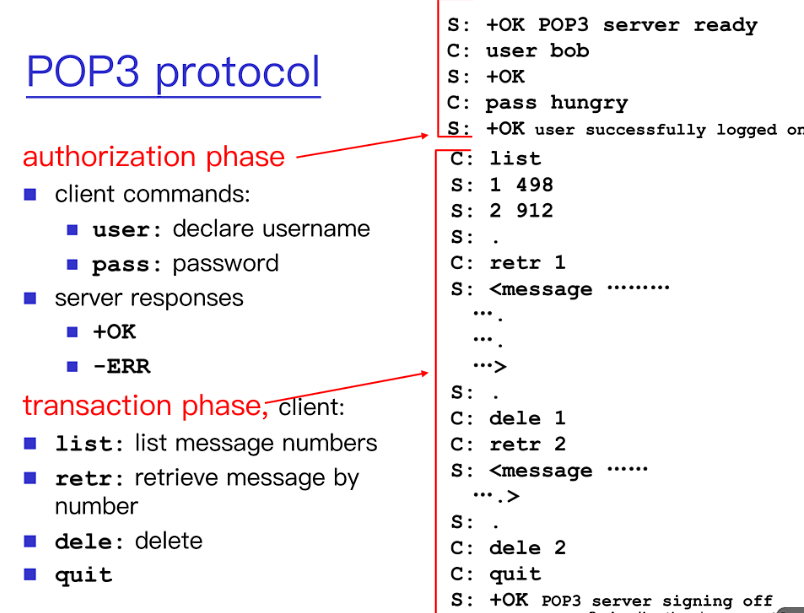 POP3 protocol
authorization phase
client commands:
user: declare username
pass: password
server responses
+OK
-ERR
transaction phase, client:
list: list message numbers
retr: retrieve message by
number
dele: delete
quit
S: +OK POP3 server ready
C: user bob
S: +OK
C: pass hungry
S: +OK user successfully logged on
C: list
S: 1 498
S: 2 912
S: .
C: retr 1
S: <message ………
….
….
…>
S: .
C: dele 1
C: retr 2
S: <message ……
….>
S: .
C: dele 2
C: quit
S: +OK POP3 server signing off